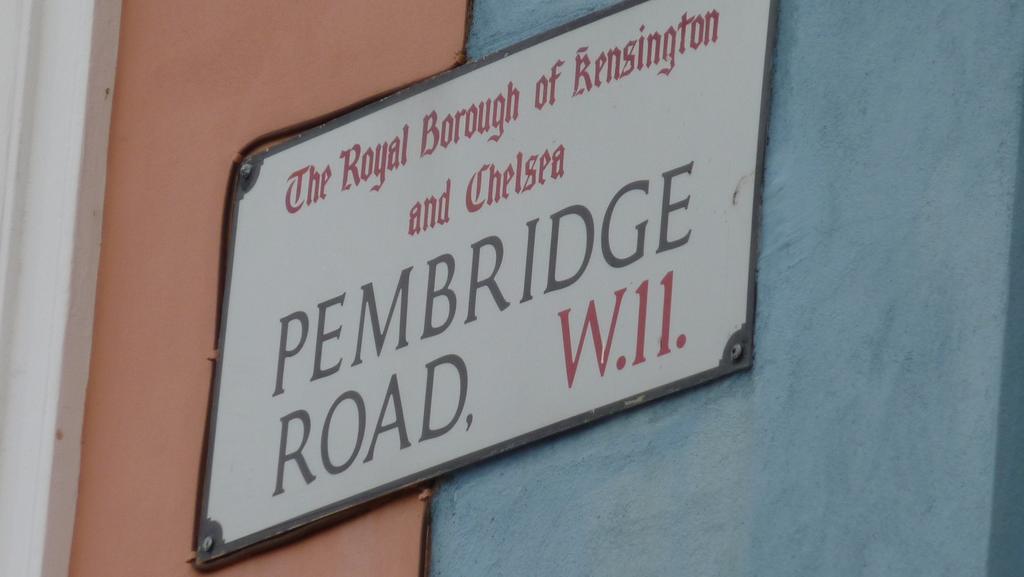 The Royal Borough of Kensington
and Chelsea
PEMBRIDGE
ROAD, W.11.